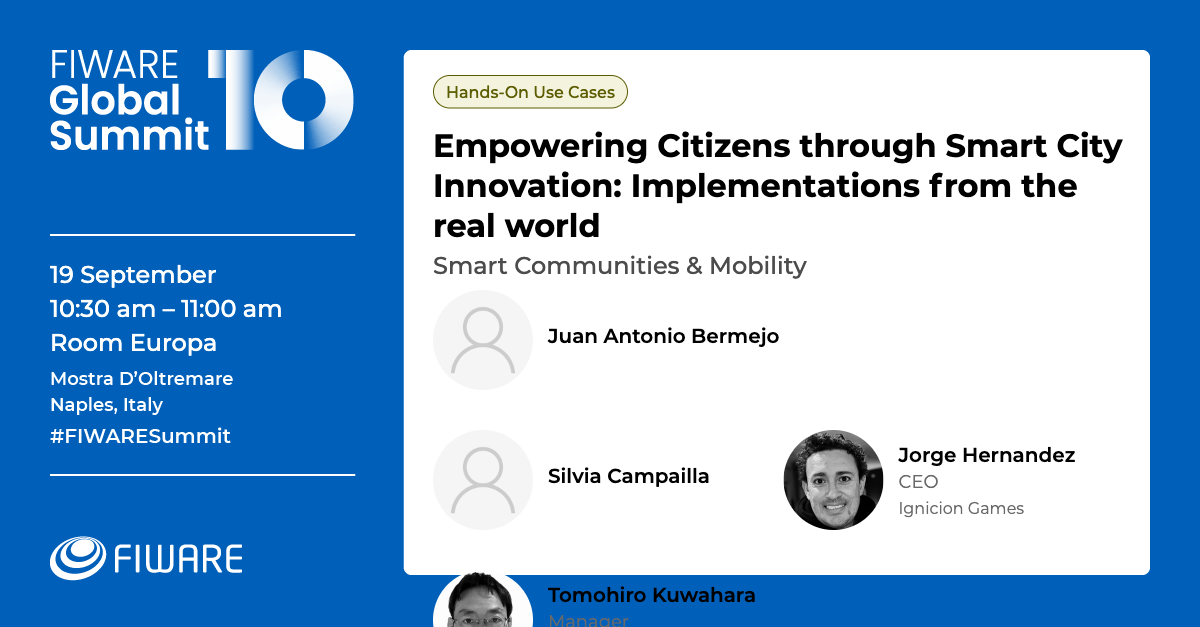 FIWARE
Global
Summit
10
19 September
10:30 am – 11:00 am
Room Europa
Mostra D’Oltremare
Naples, Italy
#FIWARESummit
FIWARE
Hands-On Use Cases
Empowering Citizens through Smart City
Innovation: Implementations from the
real world
Smart Communities & Mobility
Juan Antonio Bermejo
Silvia Campailla
Jorge Hernandez
CEO
Ignicion Games
Tomohiro Kuwahara
Manager